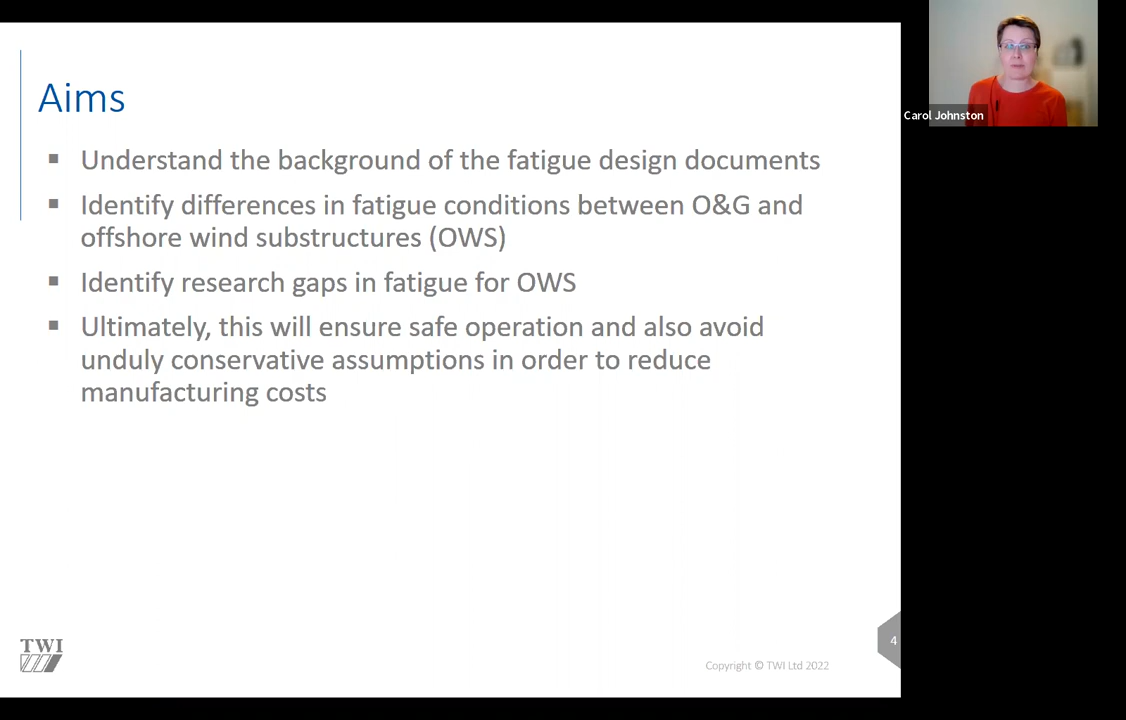 Aims
▪ Understand the background of the fatigue design documents
▪ Identify differences in fatigue conditions between O&G and
offshore wind substructures (OWS)
▪ Identify research gaps in fatigue for OWS
▪ Ultimately, this will ensure safe operation and also avoid
unduly conservative assumptions in order to reduce
manufacturing costs
TWI
Copyright © TWI Ltd 2022
4
Carol Johnston